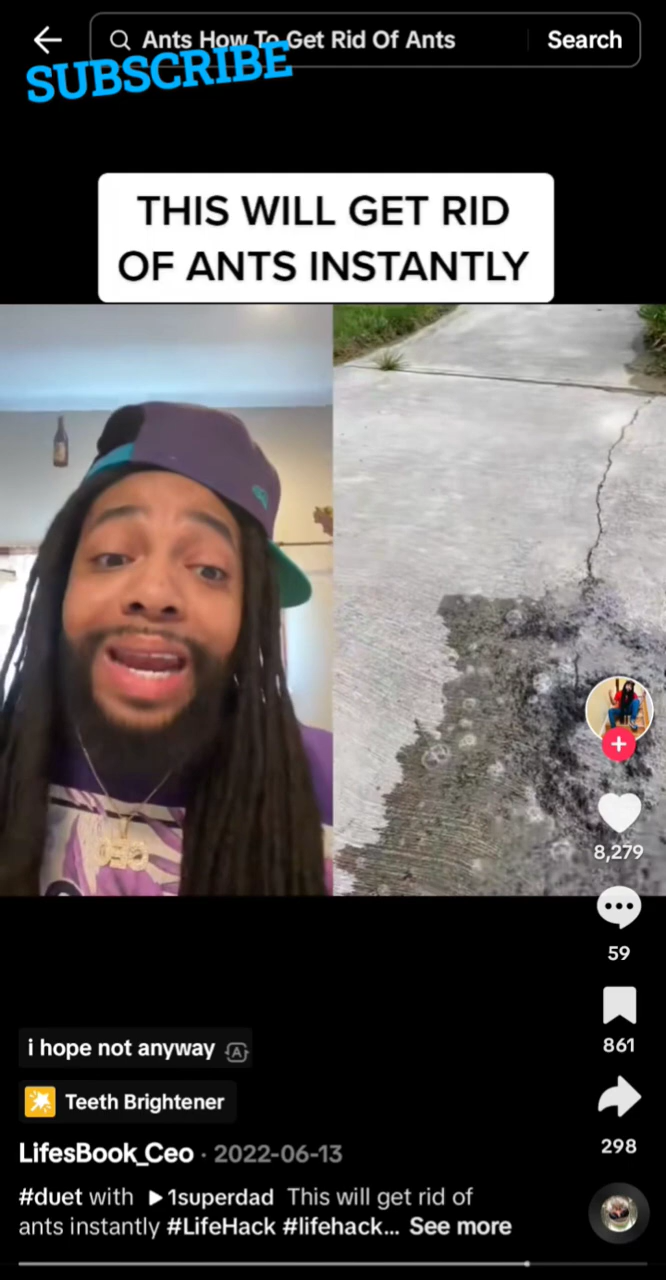 Ants How To Get Rid Of Ants
Search
SUBSCRIBE
THIS WILL GET RID
OF ANTS INSTANTLY
8,279
59
861
298
i hope not anyway
Teeth Brightener
LifesBook_Ceo · 2022-06-13
#duet with 1superdad This will get rid of
ants instantly #LifeHack #lifehack... See more